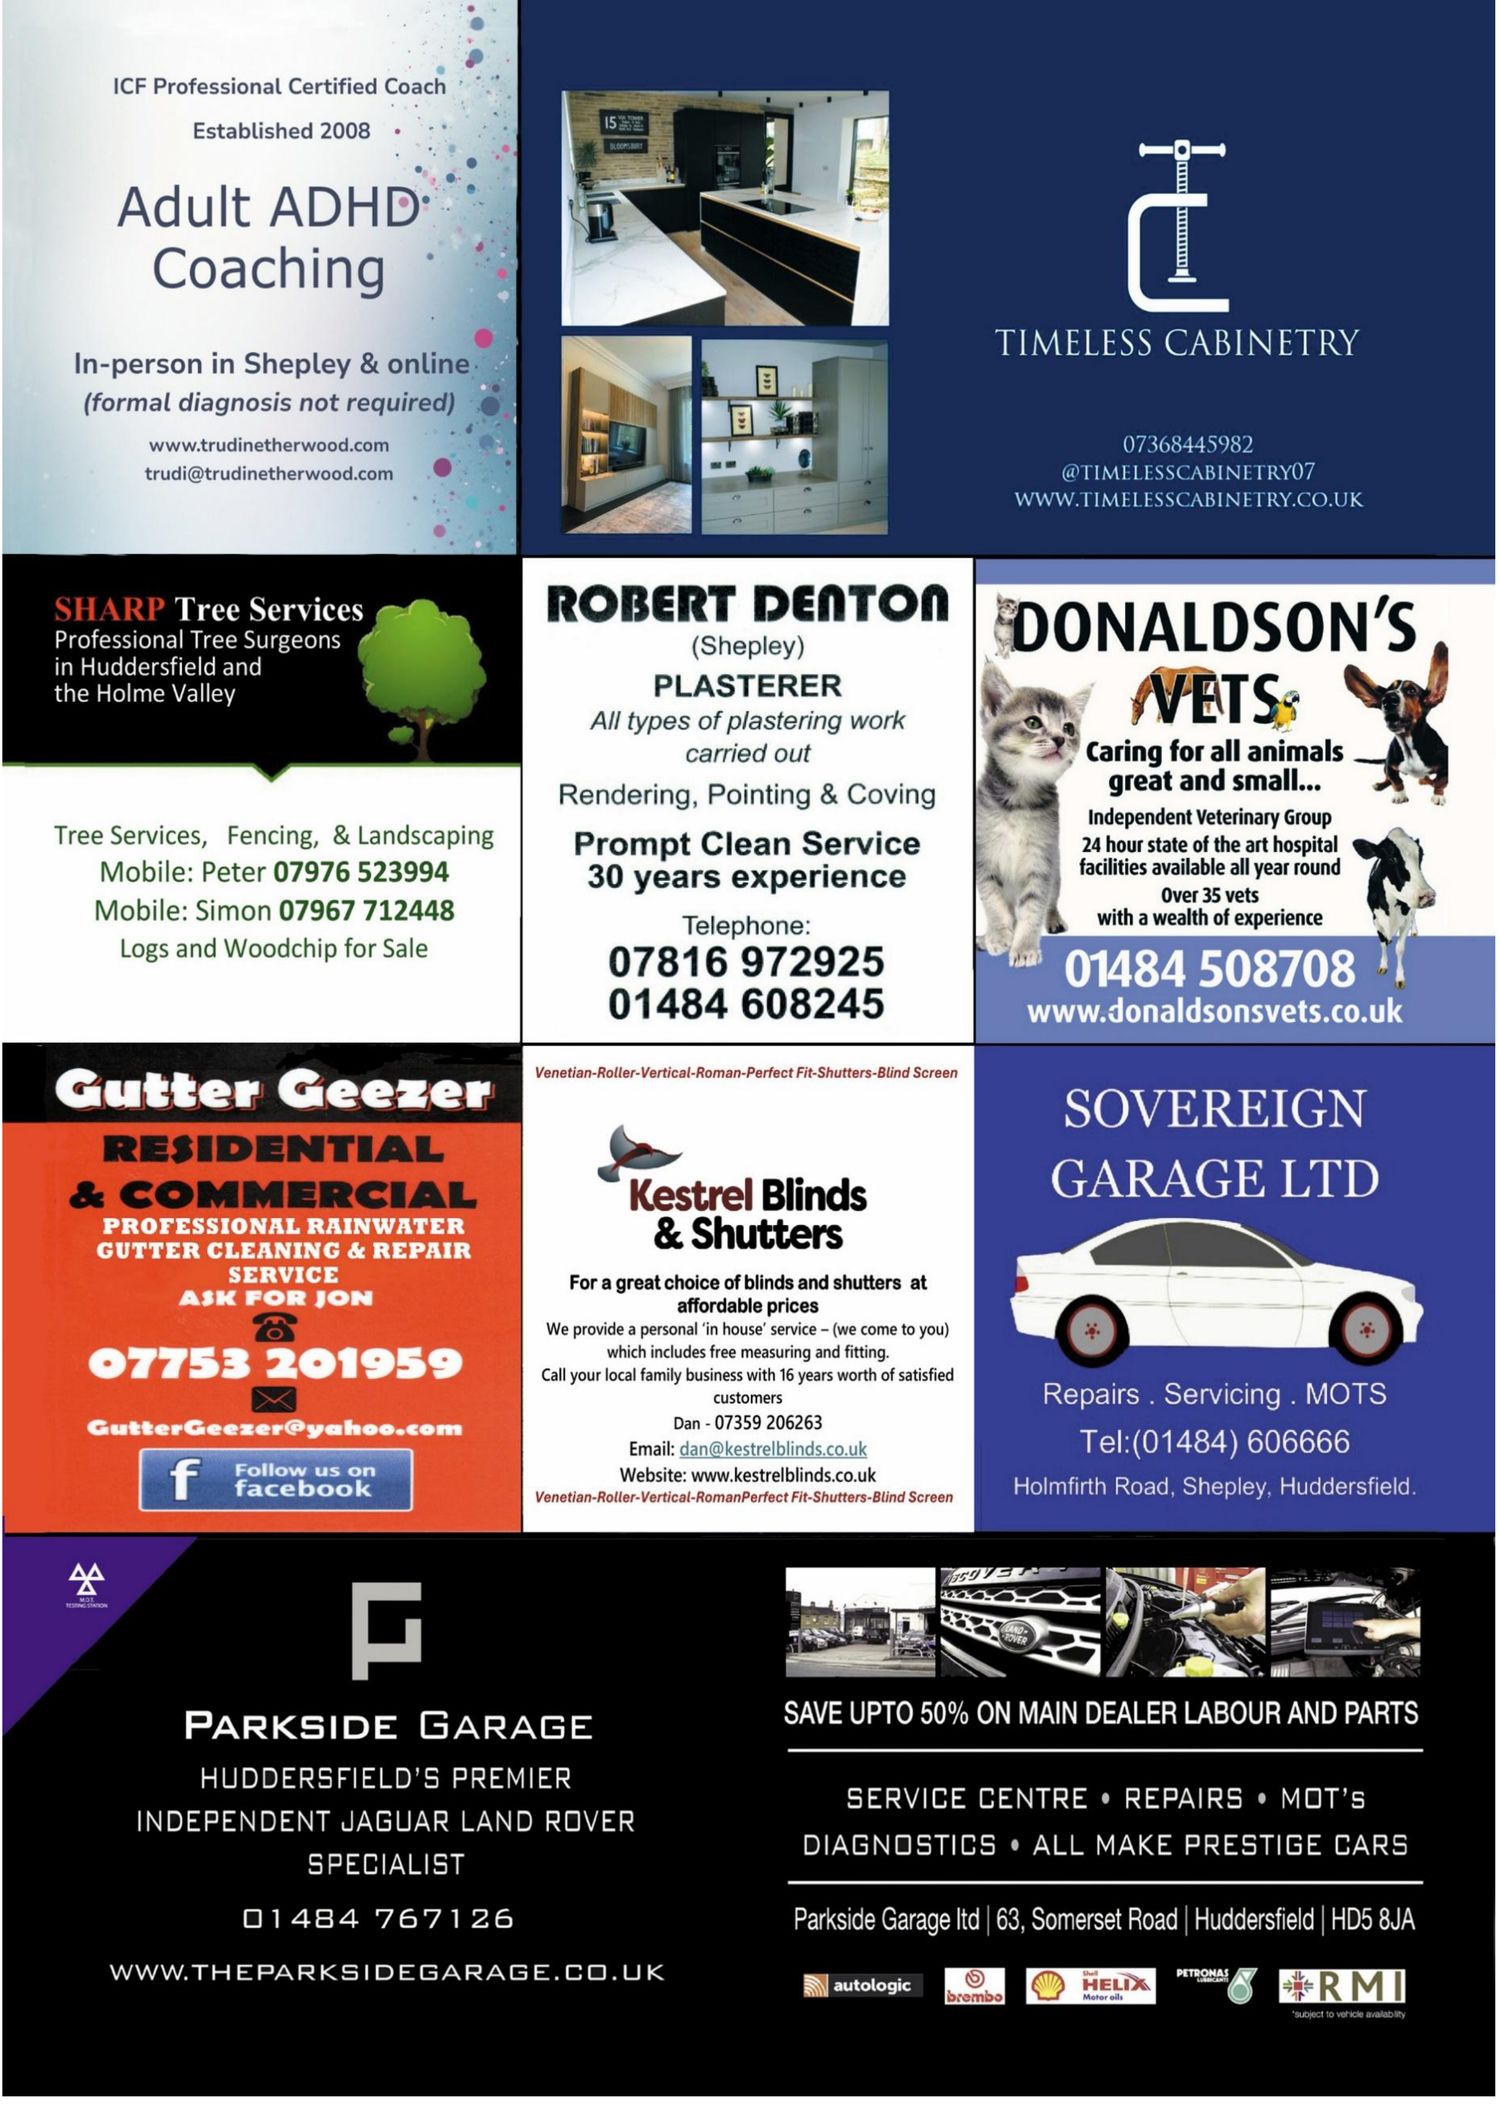 ICF Professional Certified Coach
Established 2008
Adult ADHD
Coaching
In-person in Shepley & online
(formal diagnosis not required)
www.trudinetherwood.com
trudi@trudinetherwood.com
15
BLOOMSBURY
TIMELESS CABINETRY
07368445982
@TIMELESSCABINETRY07
WWW.TIMELESSCABINETRY.CO.UK
SHARP Tree Services
Professional Tree Surgeons
in Huddersfield and
the Holme Valley
Tree Services, Fencing, & Landscaping
Mobile: Peter 07976 523994
Mobile: Simon 07967 712448
Logs and Woodchip for Sale
ROBERT DENTON
(Shepley)
PLASTERER
All types of plastering work
carried out
Rendering, Pointing & Coving
Prompt Clean Service
30 years experience
Telephone:
07816 972925
01484 608245
DONALDSON'S
VETS
Caring for all animals
great and small...
Independent Veterinary Group
24 hour state of the art hospital
facilities available all year round
Over 35 vets
with a wealth of experience
01484 508708
www.donaldsonsvets.co.uk
Gutter Geezer
RESIDENTIAL
& COMMERCIAL
PROFESSIONAL RAINWATER
GUTTER CLEANING & REPAIR
SERVICE
ASK FOR JON
07753 201959
GutterGeezer@yahoo.com
f Follow us on
facebook
Venetian-Roller-Vertical-Roman-Perfect Fit-Shutters-Blind Screen
Kestrel Blinds
& Shutters
For a great choice of blinds and shutters at
affordable prices
We provide a personal 'in house' service – (we come to you)
which includes free measuring and fitting.
Call your local family business with 16 years worth of satisfied
customers
Dan - 07359 206263
Email: dan@kestrelblinds.co.uk
Website: www.kestrelblinds.co.uk
Venetian-Roller-Vertical-RomanPerfect Fit-Shutters-Blind Screen
SOVEREIGN
GARAGE LTD
Repairs . Servicing . MOTS
Tel:(01484) 606666
Holmfirth Road, Shepley, Huddersfield.
M.O.T.
TESTING STATION
PARKSIDE GARAGE
HUDDERSFIELD'S PREMIER
INDEPENDENT JAGUAR LAND ROVER
SPECIALIST
01484 767126
WWW.THEPARKSIDEGARAGE.CO.UK
LAND-
ROVER
SAVE UPTO 50% ON MAIN DEALER LABOUR AND PARTS
SERVICE CENTRE • REPAIRS • MOT's
DIAGNOSTICS • ALL MAKE PRESTIGE CARS
Parkside Garage ltd | 63, Somerset Road | Huddersfield | HD5 8JA
autologic
brembo
Shell
HELIX
Motor oils
PETRONAS
LUBRICANTS
RMI
*subject to vehicle availability